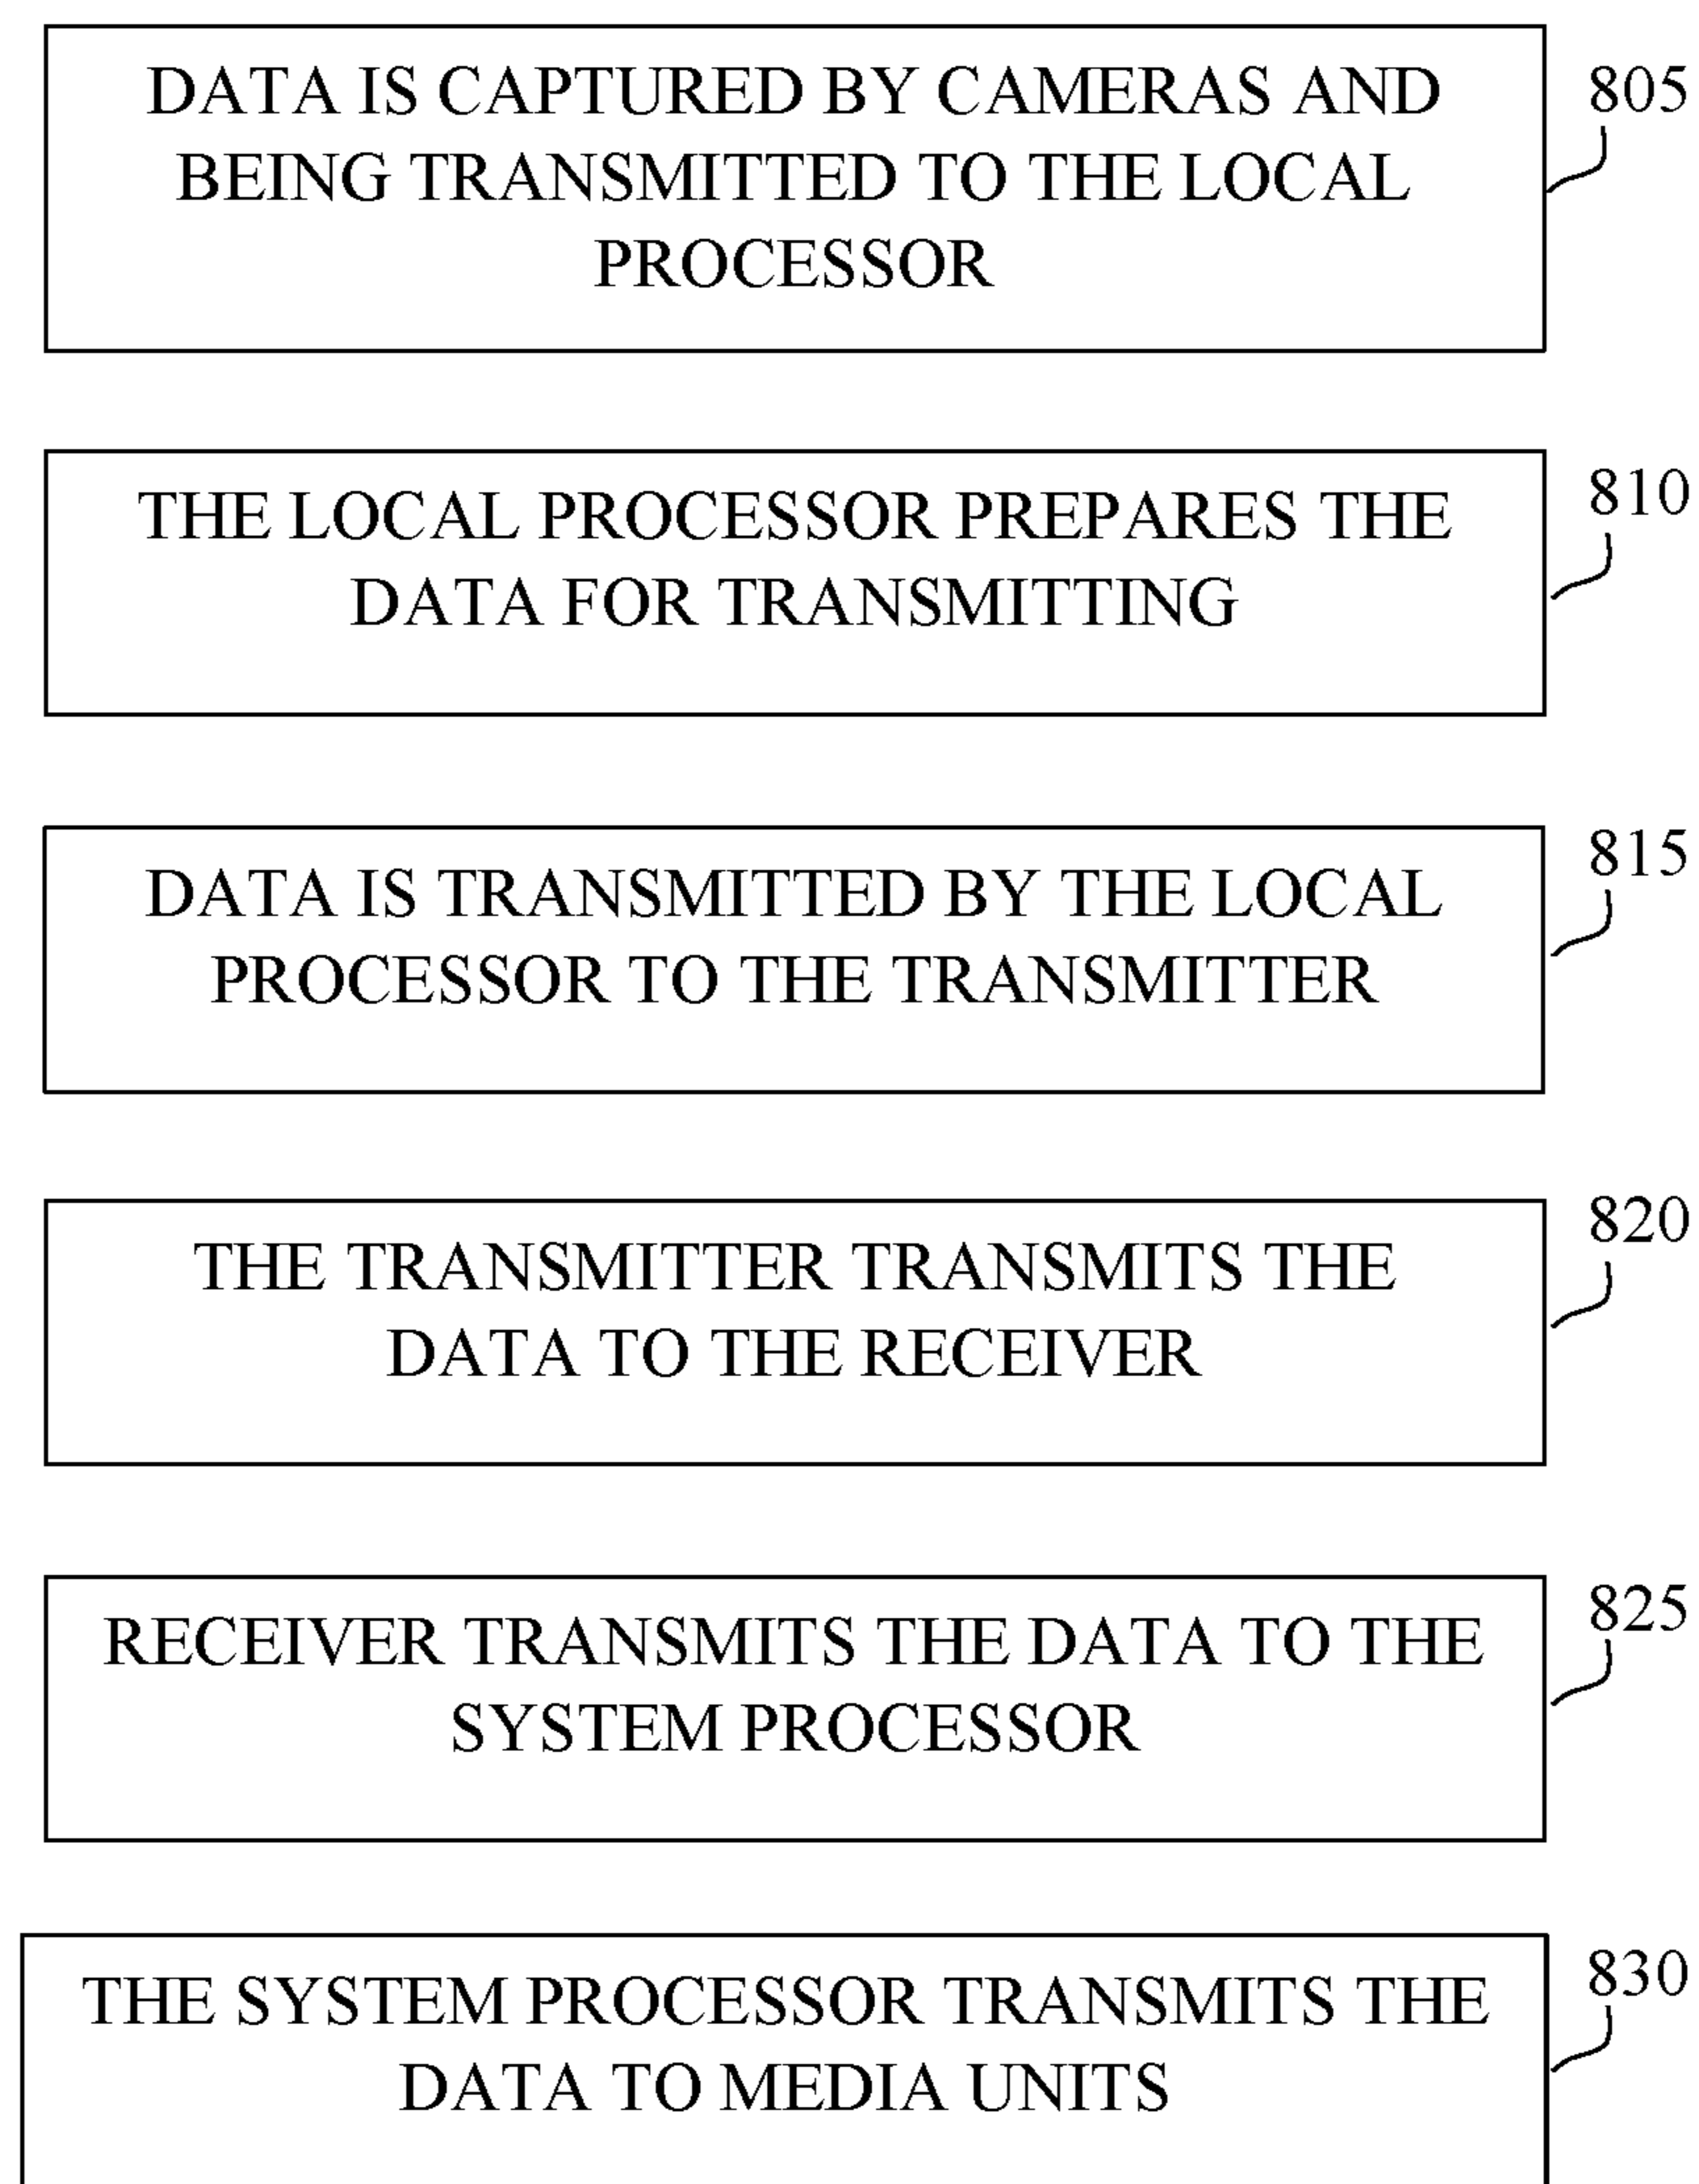 DATA IS CAPTURED BY CAMERAS AND
BEING TRANSMITTED TO THE LOCAL
PROCESSOR
805
THE LOCAL PROCESSOR PREPARES THE
DATA FOR TRANSMITTING
810
DATA IS TRANSMITTED BY THE LOCAL
PROCESSOR TO THE TRANSMITTER
815
THE TRANSMITTER TRANSMITS THE
DATA TO THE RECEIVER
820
RECEIVER TRANSMITS THE DATA TO THE
SYSTEM PROCESSOR
825
THE SYSTEM PROCESSOR TRANSMITS THE
DATA TO MEDIA UNITS
830